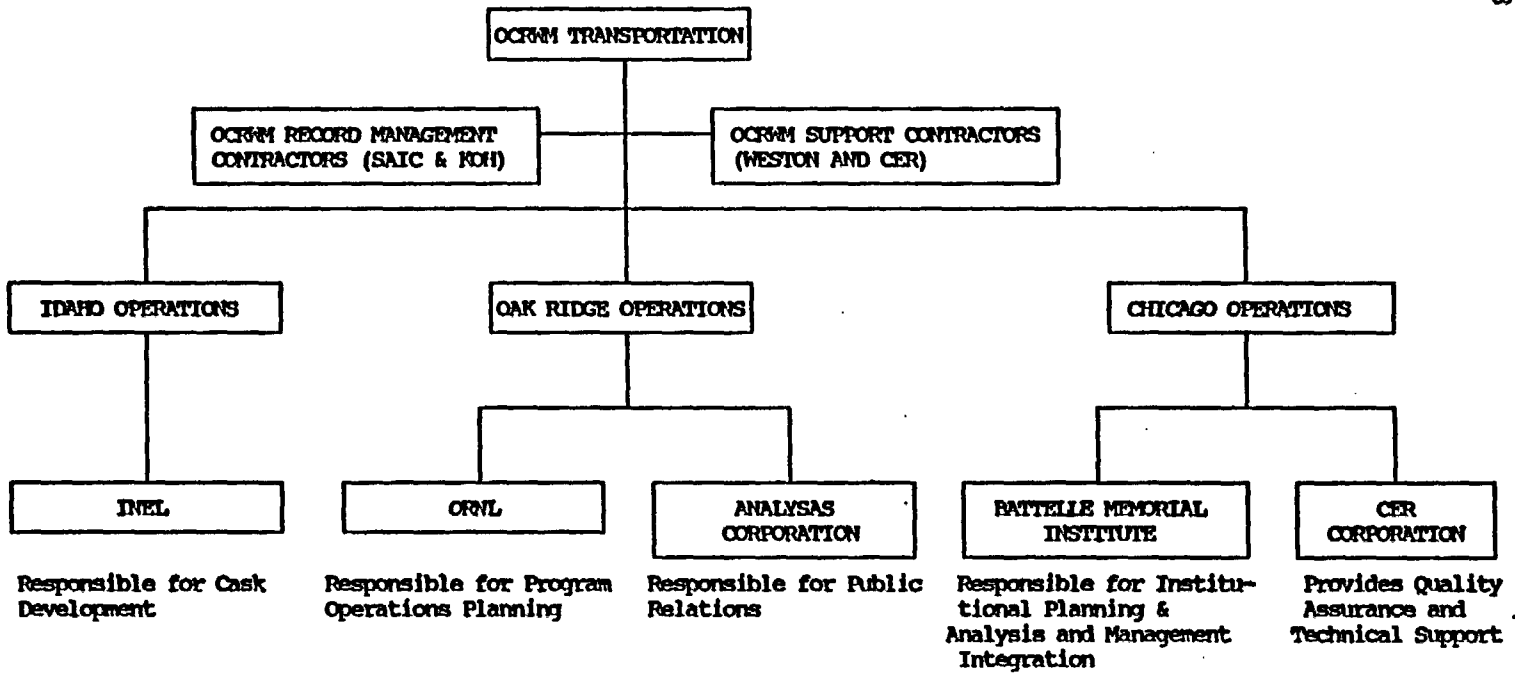 OCRWM TRANSPORTATION
OCRWM RECORD MANAGEMENT
CONTRACTORS (SAIC & KOH)
OCRWM SUPPORT CONTRACTORS
(WESTON AND CER)
IDAHO OPERATIONS
OAK RIDGE OPERATIONS
CHICAGO OPERATIONS
INEL
ORNL
ANALYSAS
CORPORATION
BATTELLE MEMORIAL
INSTITUTE
CER
CORPORATION
Responsible for Cask
Development
Responsible for Program
Operations Planning
Responsible for Public
Relations
Responsible for Institu-
tional Planning &
Analysis and Management
Integration
Provides Quality
Assurance and
Technical Support